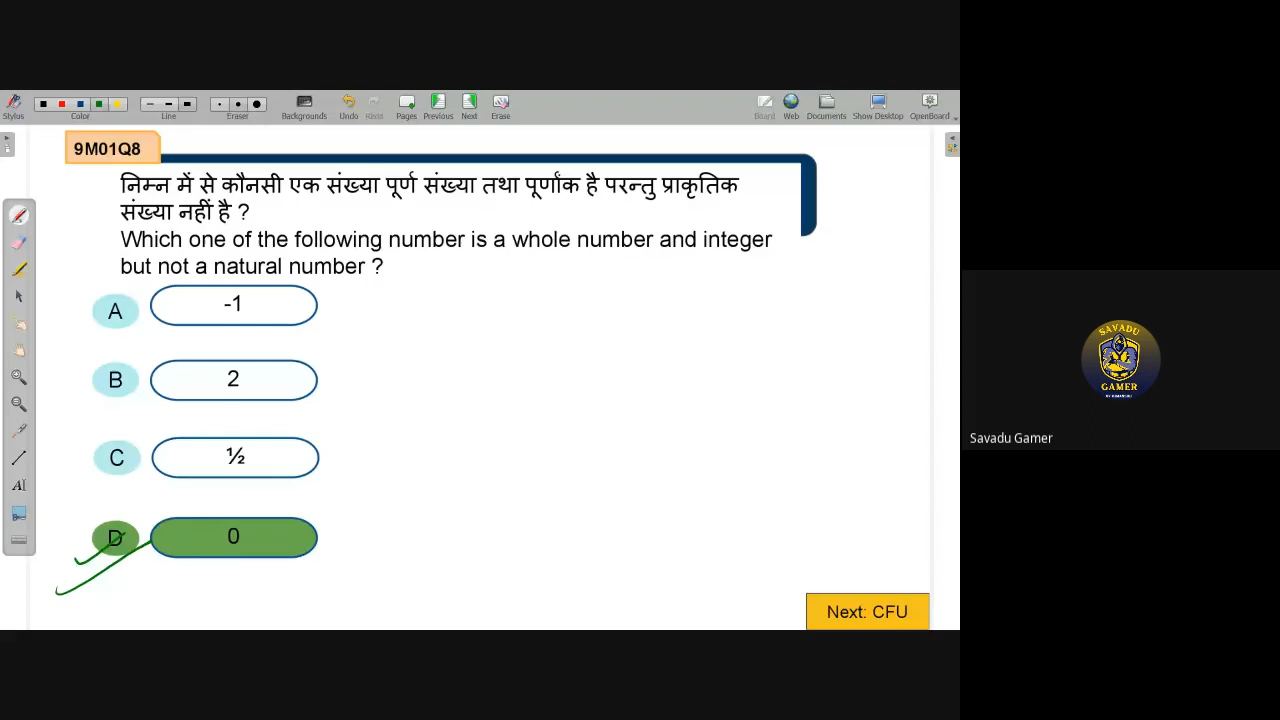 Stylus
Color
Line
Eraser
Backgrounds
Undo
Redo
Pages
Previous
Next
Erase
Board
Web
Documents
Show Desktop
OpenBoard
9M01Q8
निम्न में से कौनसी एक संख्या पूर्ण संख्या तथा पूर्णांक है परन्तु प्राकृतिक
संख्या नहीं है ?
Which one of the following number is a whole number and integer
but not a natural number ?
A -1
B 2
C ½
D 0
Next: CFU
SAVADU
GAMER
Savadu Gamer